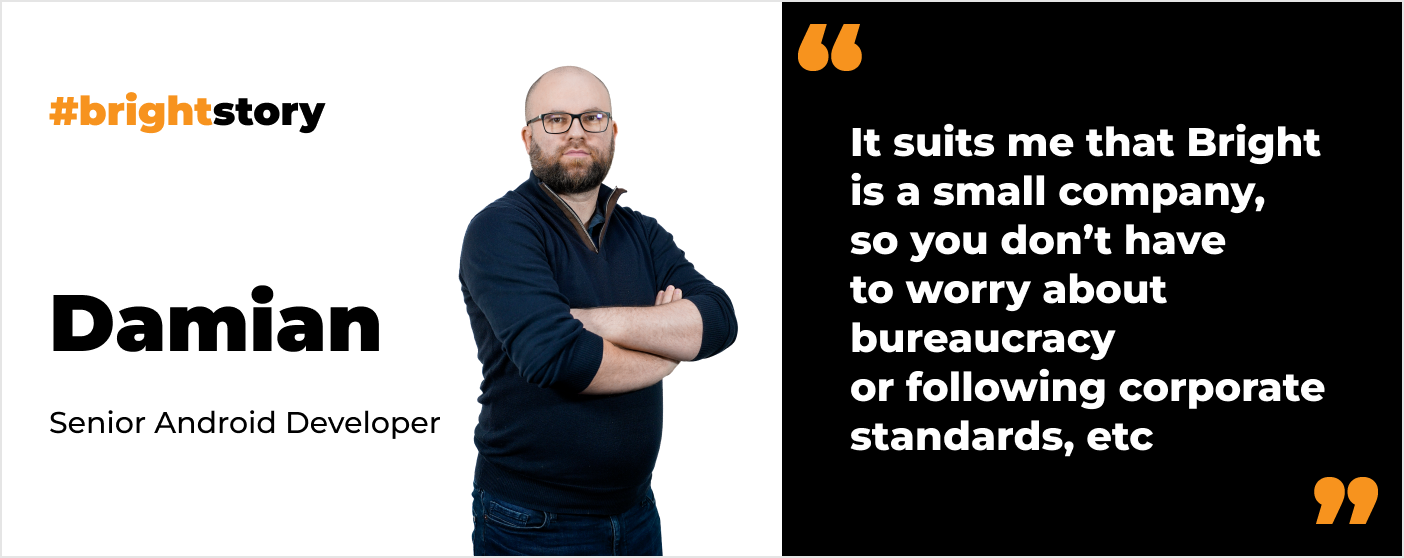 #brightstory
Damian
Senior Android Developer
“
It suits me that Bright
is a small company,
so you don’t have
to worry about
bureaucracy
or following corporate
standards, etc
”